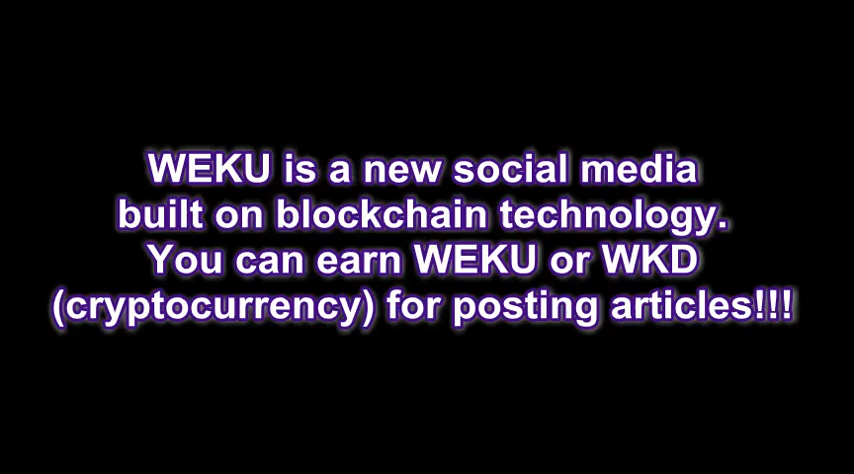 WEKU is a new social media
built on blockchain technology.
You can earn WEKU or WKD
(cryptocurrency) for posting articles!!!